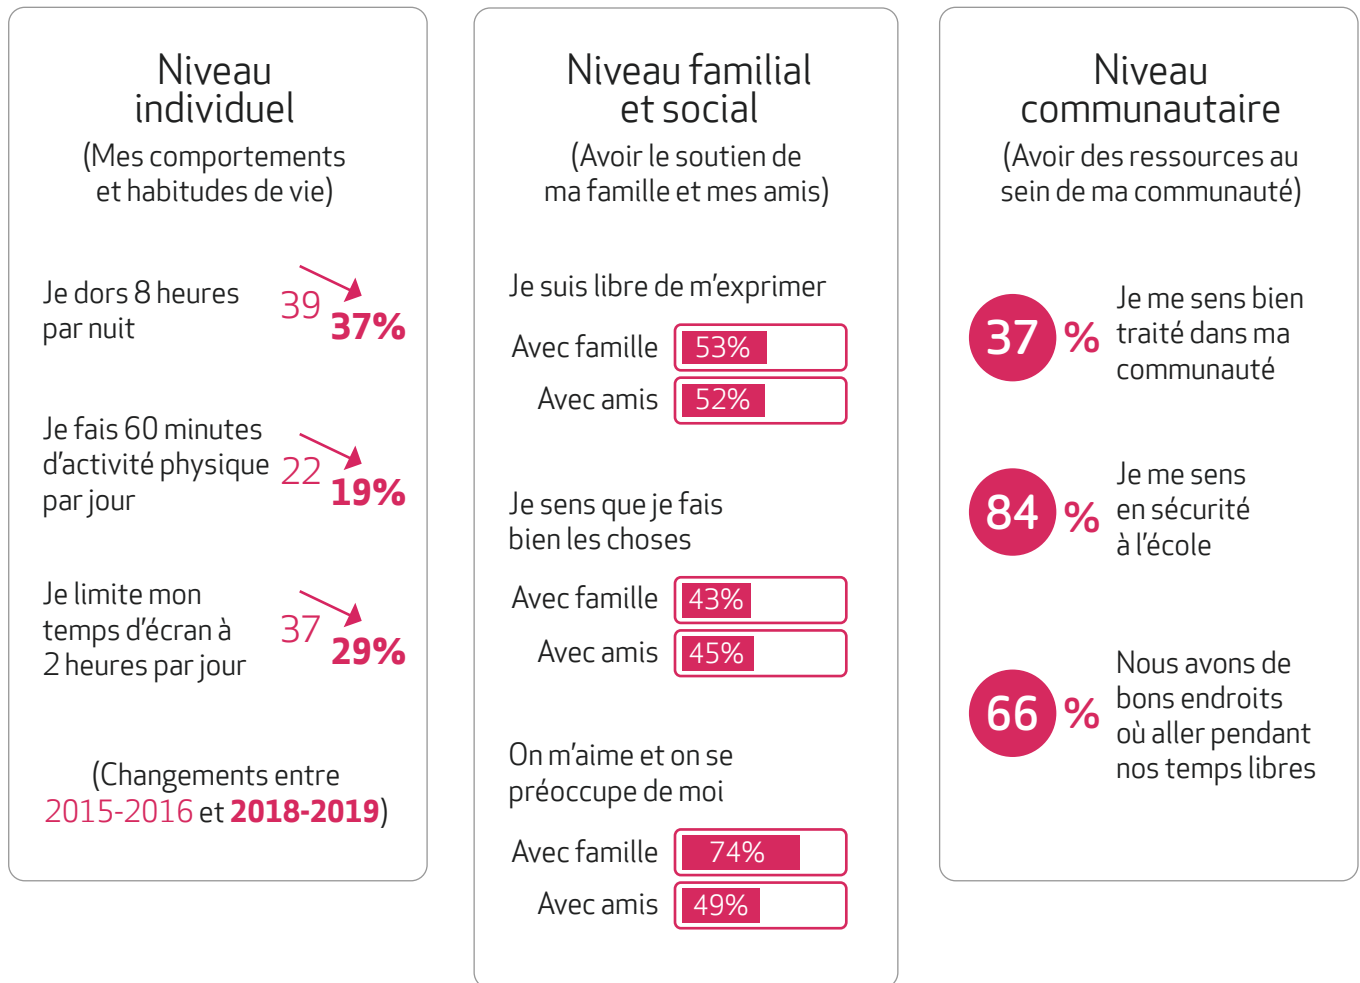 Niveau
individuel
(Mes comportements
et habitudes de vie)
Je dors 8 heures
par nuit
39
37%
Je fais 60 minutes
d'activité physique
par jour
22
19%
Je limite mon
temps d'écran à
2 heures par jour
37
29%
(Changements entre
2015-2016 et 2018-2019)
Niveau familial
et social
(Avoir le soutien de
ma famille et mes amis)
Je suis libre de m'exprimer
Avec famille 53%
Avec amis 52%
Je sens que je fais
bien les choses
Avec famille 43%
Avec amis 45%
On m'aime et on se
préoccupe de moi
Avec famille 74%
Avec amis 49%
Niveau
communautaire
(Avoir des ressources au
sein de ma communauté)
37 %
Je me sens bien
traité dans ma
communauté
84 %
Je me sens
en sécurité
à l'école
66 %
Nous avons de
bons endroits
où aller pendant
nos temps libres